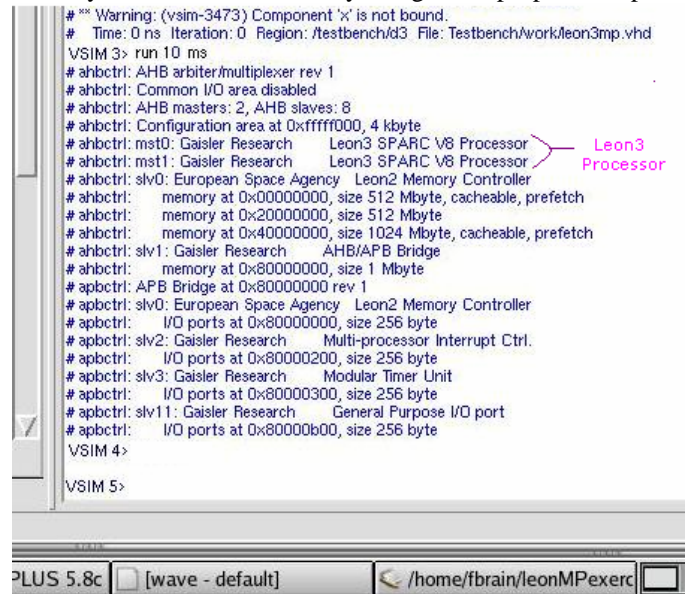 # ** Warning: (vsim-3473) Component 'x' is not bound.
# Time: 0 ns Iteration: 0 Region: /testbench/d3 File: Testbench/work/leon3mp.vhd
VSIM 3> run 10 ms
# ahbctrl: AHB arbiter/multiplexer rev 1
# ahbctrl: Common I/O area disabled
# ahbctrl: AHB masters: 2, AHB slaves: 8
# ahbctrl: Configuration area at 0xfffff000, 4 kbyte
# ahbctrl: mst0: Gaisler Research Leon3 SPARC V8 Processor
# ahbctrl: mst1: Gaisler Research Leon3 SPARC V8 Processor
Leon3
Processor
# ahbctrl: slv0: European Space Agency Leon2 Memory Controller
# ahbctrl: memory at 0x00000000, size 512 Mbyte, cacheable, prefetch
# ahbctrl: memory at 0x20000000, size 512 Mbyte
# ahbctrl: memory at 0x40000000, size 1024 Mbyte, cacheable, prefetch
# ahbctrl: slv1: Gaisler Research AHB/APB Bridge
# ahbctrl: memory at 0x80000000, size 1 Mbyte
# apbctrl: APB Bridge at 0x80000000 rev 1
# apbctrl: slv0: European Space Agency Leon2 Memory Controller
# apbctrl: I/O ports at 0x80000000, size 256 byte
# apbctrl: slv2: Gaisler Research Multi-processor Interrupt Ctrl.
# apbctrl: I/O ports at 0x80000200, size 256 byte
# apbctrl: slv3: Gaisler Research Modular Timer Unit
# apbctrl: I/O ports at 0x80000300, size 256 byte
# apbctrl: slv11: Gaisler Research General Purpose I/O port
# apbctrl: I/O ports at 0x80000b00, size 256 byte
VSIM 4>
VSIM 5>
PLUS 5.8c [wave - default] /home/fbrain/leonMPexerc